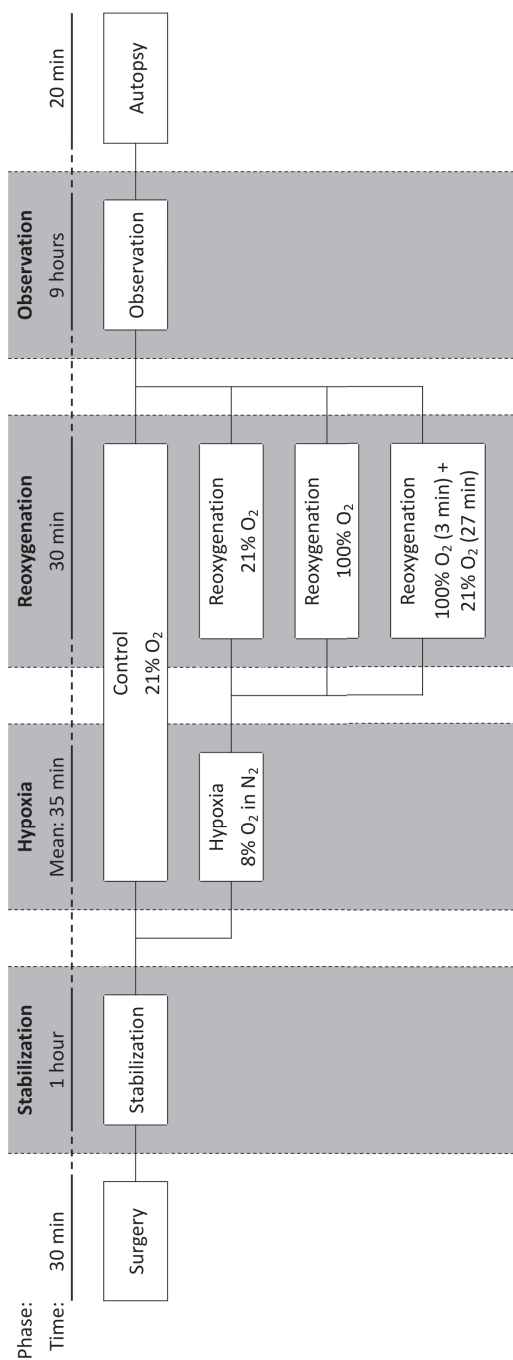 Phase:
Stabilization
Hypoxia
Reoxygenation
Observation
Time:
30 min
1 hour
Mean: 35 min
30 min
9 hours
20 min
Surgery
Stabilization
Control
21% O₂
Observation
Autopsy
Hypoxia
8% O₂ in N₂
Reoxygenation
21% O₂
Reoxygenation
100% O₂
Reoxygenation
100% O₂ (3 min) +
21% O₂ (27 min)